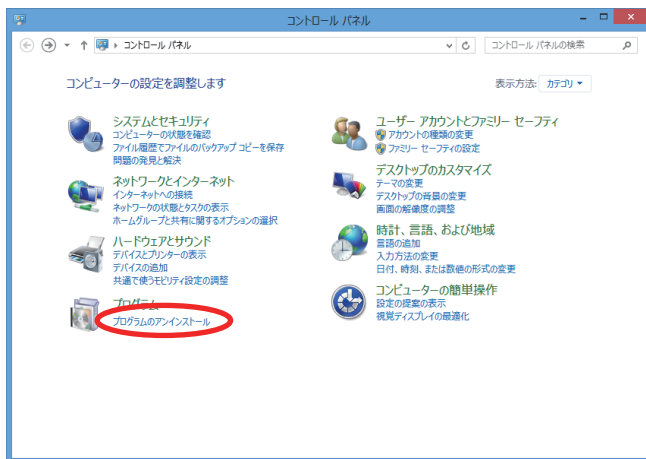 コントロール パネル
コントロール パネル
コントロール パネルの検索
コンピューターの設定を調整します
表示方法: カテゴリ
システムとセキュリティ
コンピューターの状態を確認
ファイル履歴でファイルのバックアップ コピーを保存
問題の発見と解決
ネットワークとインターネット
インターネットへの接続
ネットワークの状態とタスクの表示
ホームグループと共有に関するオプションの選択
ハードウェアとサウンド
デバイスとプリンターの表示
デバイスの追加
共通で使うモビリティ設定の調整
プログラム
プログラムのアンインストール
ユーザー アカウントとファミリー セーフティ
アカウントの種類の変更
ファミリー セーフティの設定
デスクトップのカスタマイズ
テーマの変更
デスクトップの背景の変更
画面の解像度の調整
時計、言語、および地域
言語の追加
入力方法の変更
日付、時刻、または数値の形式の変更
コンピューターの簡単操作
設定の提案の表示
視覚ディスプレイの最適化